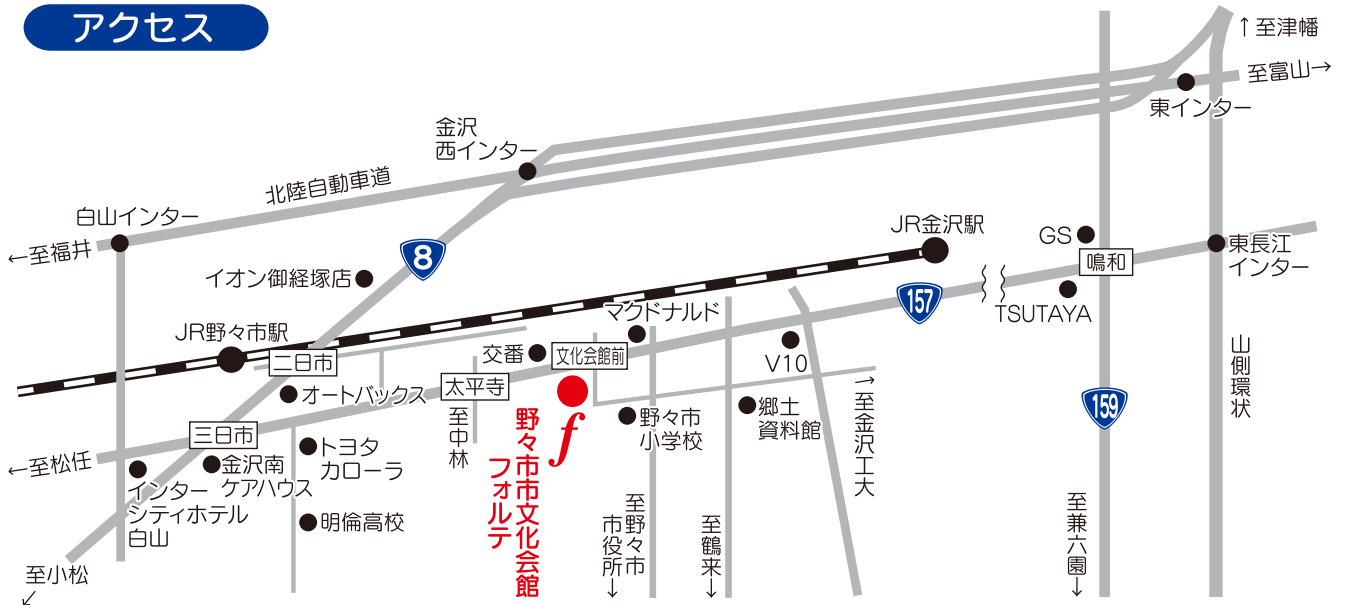 アクセス
↑至津幡
至富山→
東インター
金沢
西インター
北陸自動車道
白山インター
←至福井
8
JR金沢駅
GS
鳴和
東長江
インター
イオン御経塚店
157
TSUTAYA
マクドナルド
JR野々市駅
二日市
交番
文化会館前
V10
山側環状
オートバックス
太平寺
至中林
野々市
小学校
郷土
資料館
→至金沢工大
159
三日市
←至松任
金沢南
ケアハウス
トヨタ
カローラ
f
野々市市文化会館
フォルテ
インター
シティホテル
白山
明倫高校
至野々市
市役所→
至鶴来→
至兼六園→
至小松
↙